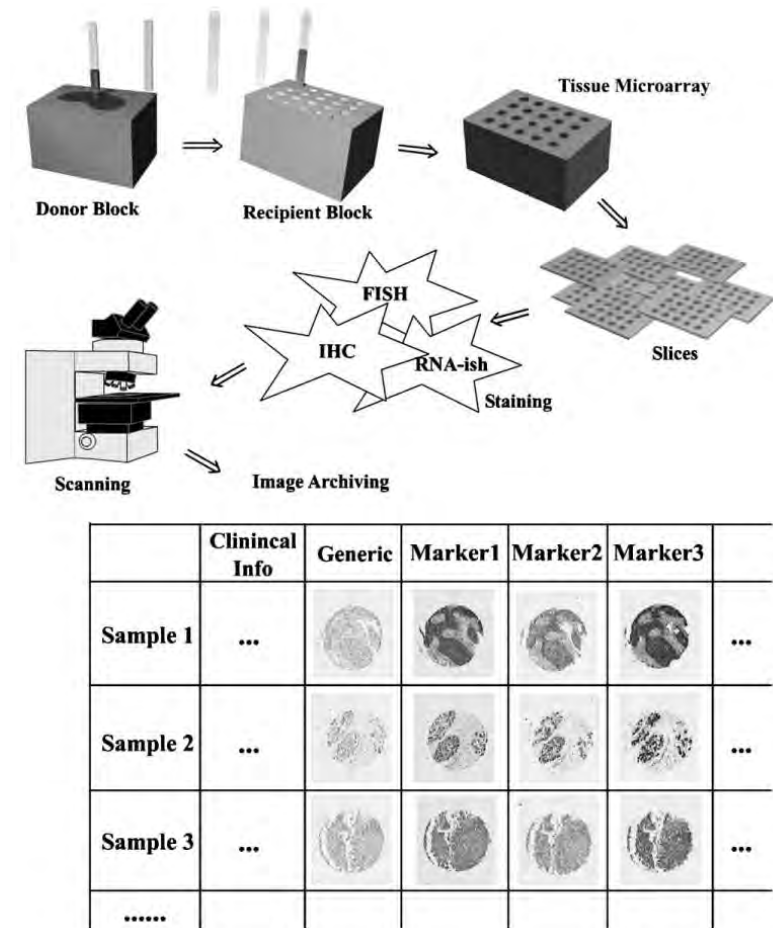 Tissue Microarray
Donor Block
Recipient Block
FISH
IHC
RNA-ish
Staining
Slices
Scanning
Image Archiving
Clinincal Info
Generic
Marker1
Marker2
Marker3
Sample 1
...
...
Sample 2
...
...
Sample 3
...
...
......